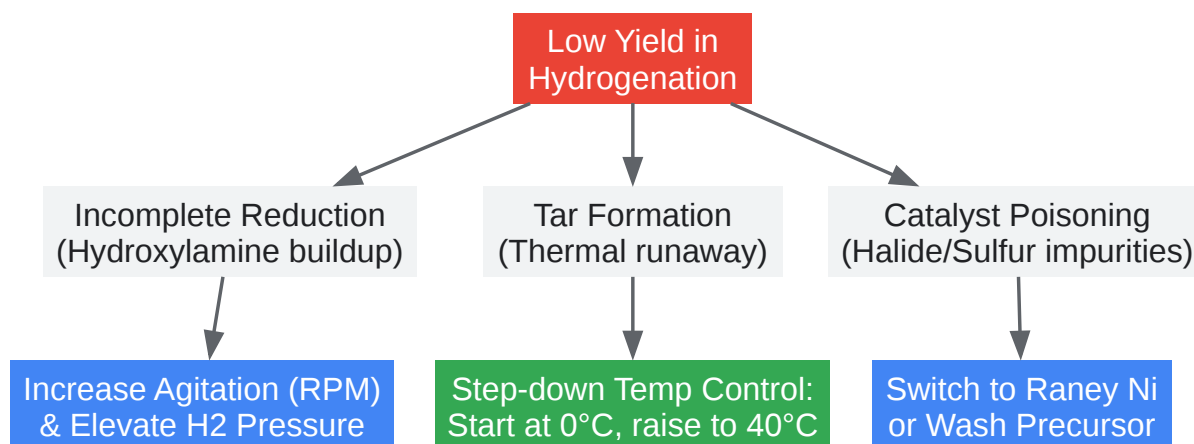 Low Yield in
Hydrogenation
Incomplete Reduction
(Hydroxylamine buildup)
Tar Formation
(Thermal runaway)
Catalyst Poisoning
(Halide/Sulfur impurities)
Increase Agitation (RPM)
& Elevate H2 Pressure
Step-down Temp Control:
Start at 0°C, raise to 40°C
Switch to Raney Ni
or Wash Precursor